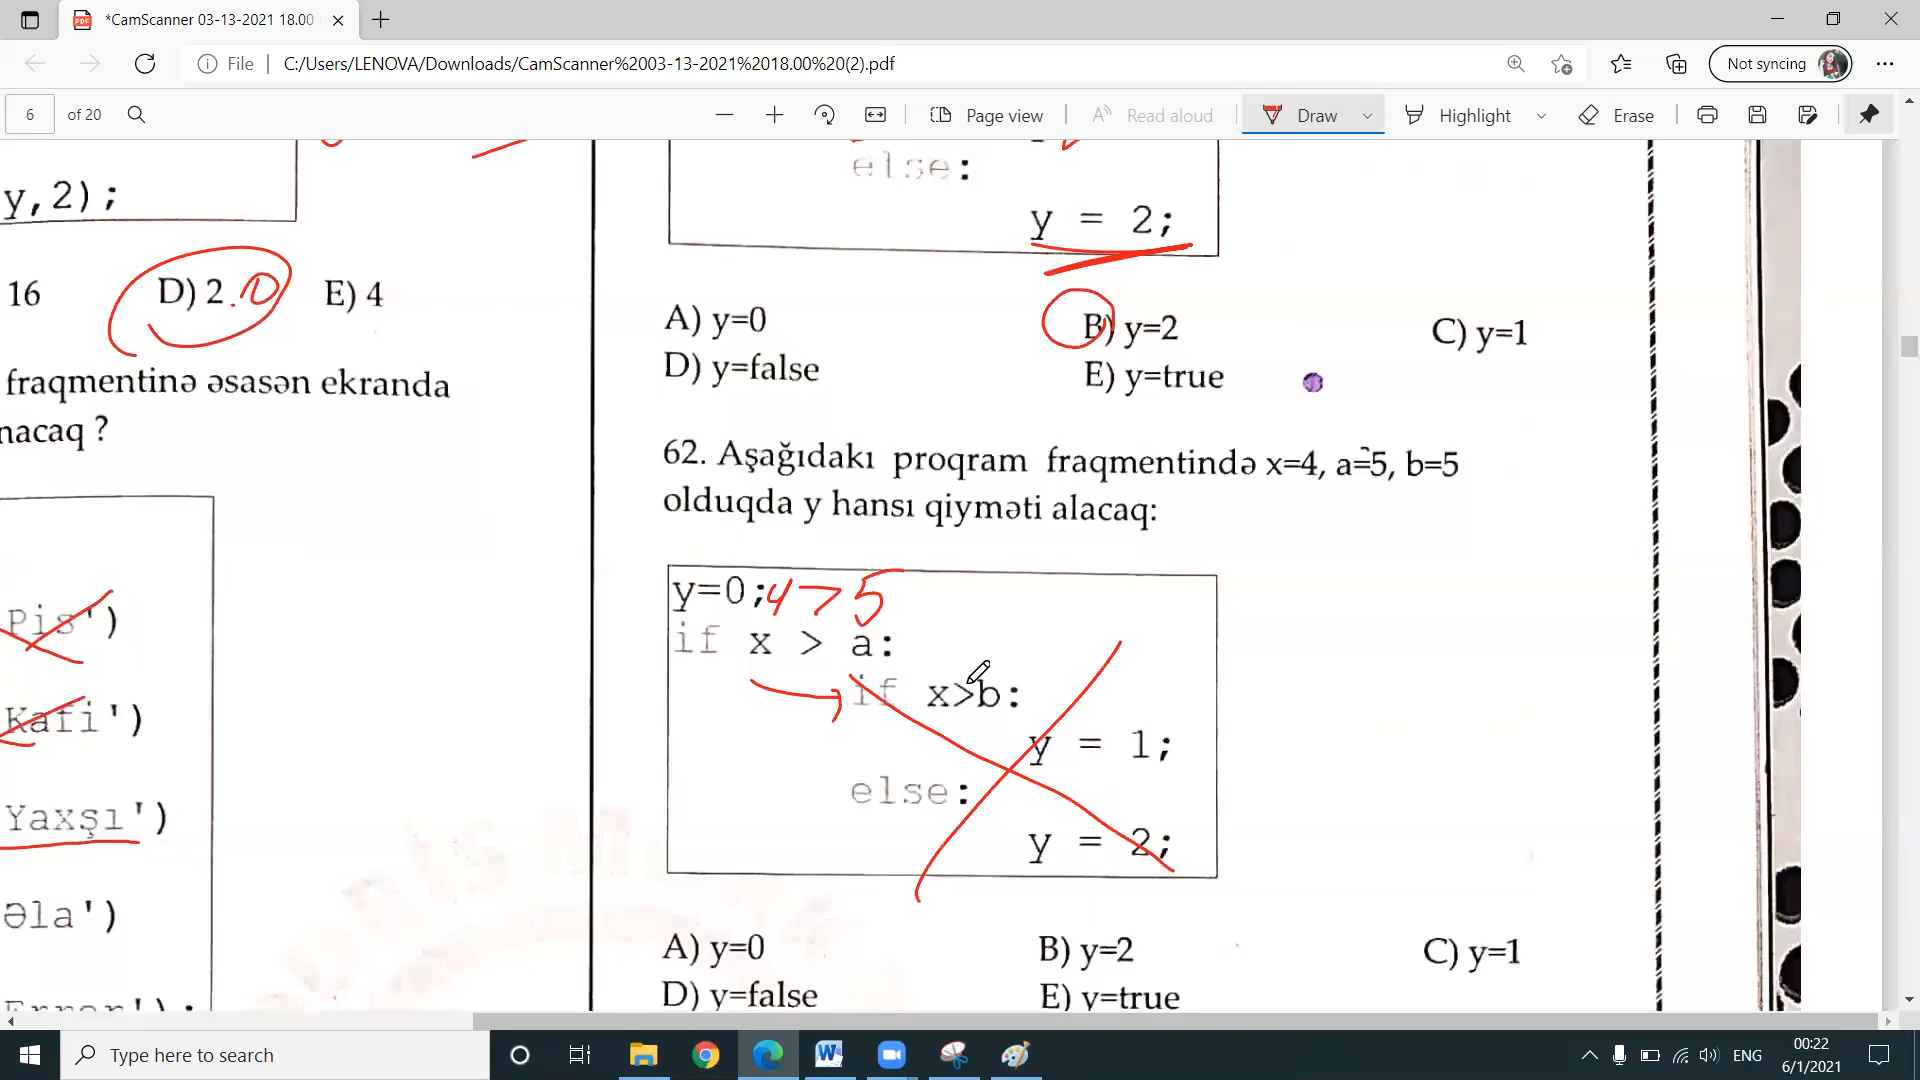 *CamScanner 03-13-2021 18.00
File
C:/Users/LENOVA/Downloads/CamScanner%2003-13-2021%2018.00%20(2).pdf
Not syncing
6 of 20
Page view
Read aloud
Draw
Highlight
Erase
y,2);
16 D) 2.0 E) 4
fraqmentinə əsasən ekranda
nacaq ?
Pis')
Kafi')
Yaxşı')
Əla')
Error');
else:
y = 2;
A) y=0 B) y=2 C) y=1
D) y=false E) y=true
62. Aşağıdakı proqram fraqmentində x=4, a=5, b=5
olduqda y hansı qiyməti alacaq:
y=0; 4>5
if x > a:
if x>b:
y = 1;
else:
y = 2;
A) y=0 B) y=2 C) y=1
D) y=false E) y=true
Type here to search
ENG
00:22
6/1/2021